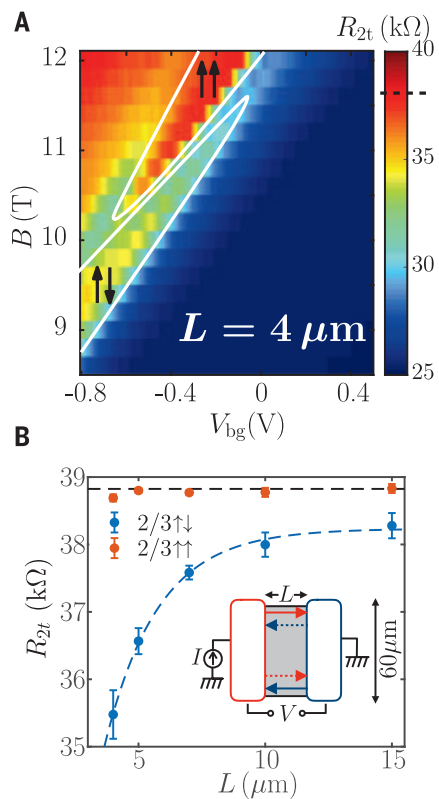 A
R2t (kΩ)
12
11
10
9
B (T)
↑↑
↑↓
L = 4 μm
40
35
30
25
-0.8
-0.4
0
0.4
Vbg(V)
B
39
38
37
36
35
R2t (kΩ)
2/3↑↓
2/3↑↑
L
I
V
60μm
5
10
15
L (μm)